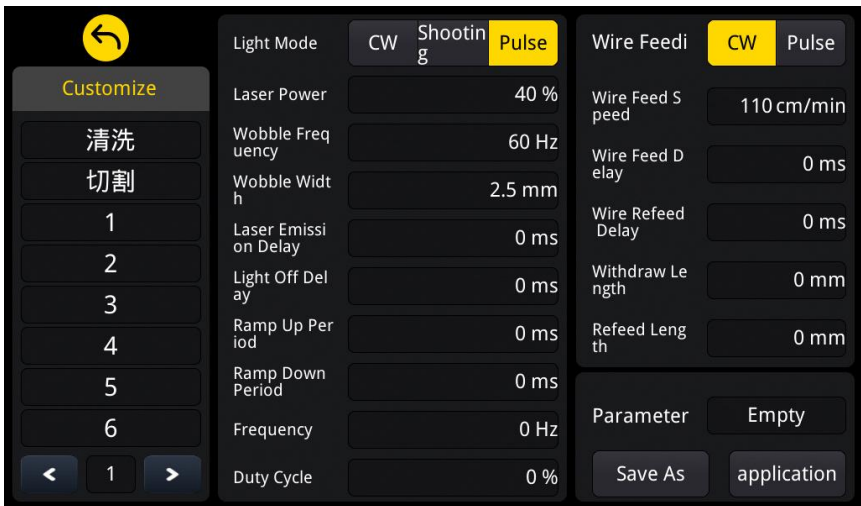 Customize
清洗
切割
1
2
3
4
5
6
1
Light Mode
CW
Shootin
g
Pulse
Laser Power
40 %
Wobble Freq
uency
60 Hz
Wobble Widt
h
2.5 mm
Laser Emissi
on Delay
0 ms
Light Off Del
ay
0 ms
Ramp Up Per
iod
0 ms
Ramp Down
Period
0 ms
Frequency
0 Hz
Duty Cycle
0 %
Wire Feedi
CW
Pulse
Wire Feed S
peed
110 cm/min
Wire Feed D
elay
0 ms
Wire Refeed
Delay
0 ms
Withdraw Le
ngth
0 mm
Refeed Leng
th
0 mm
Parameter
Empty
Save As
application